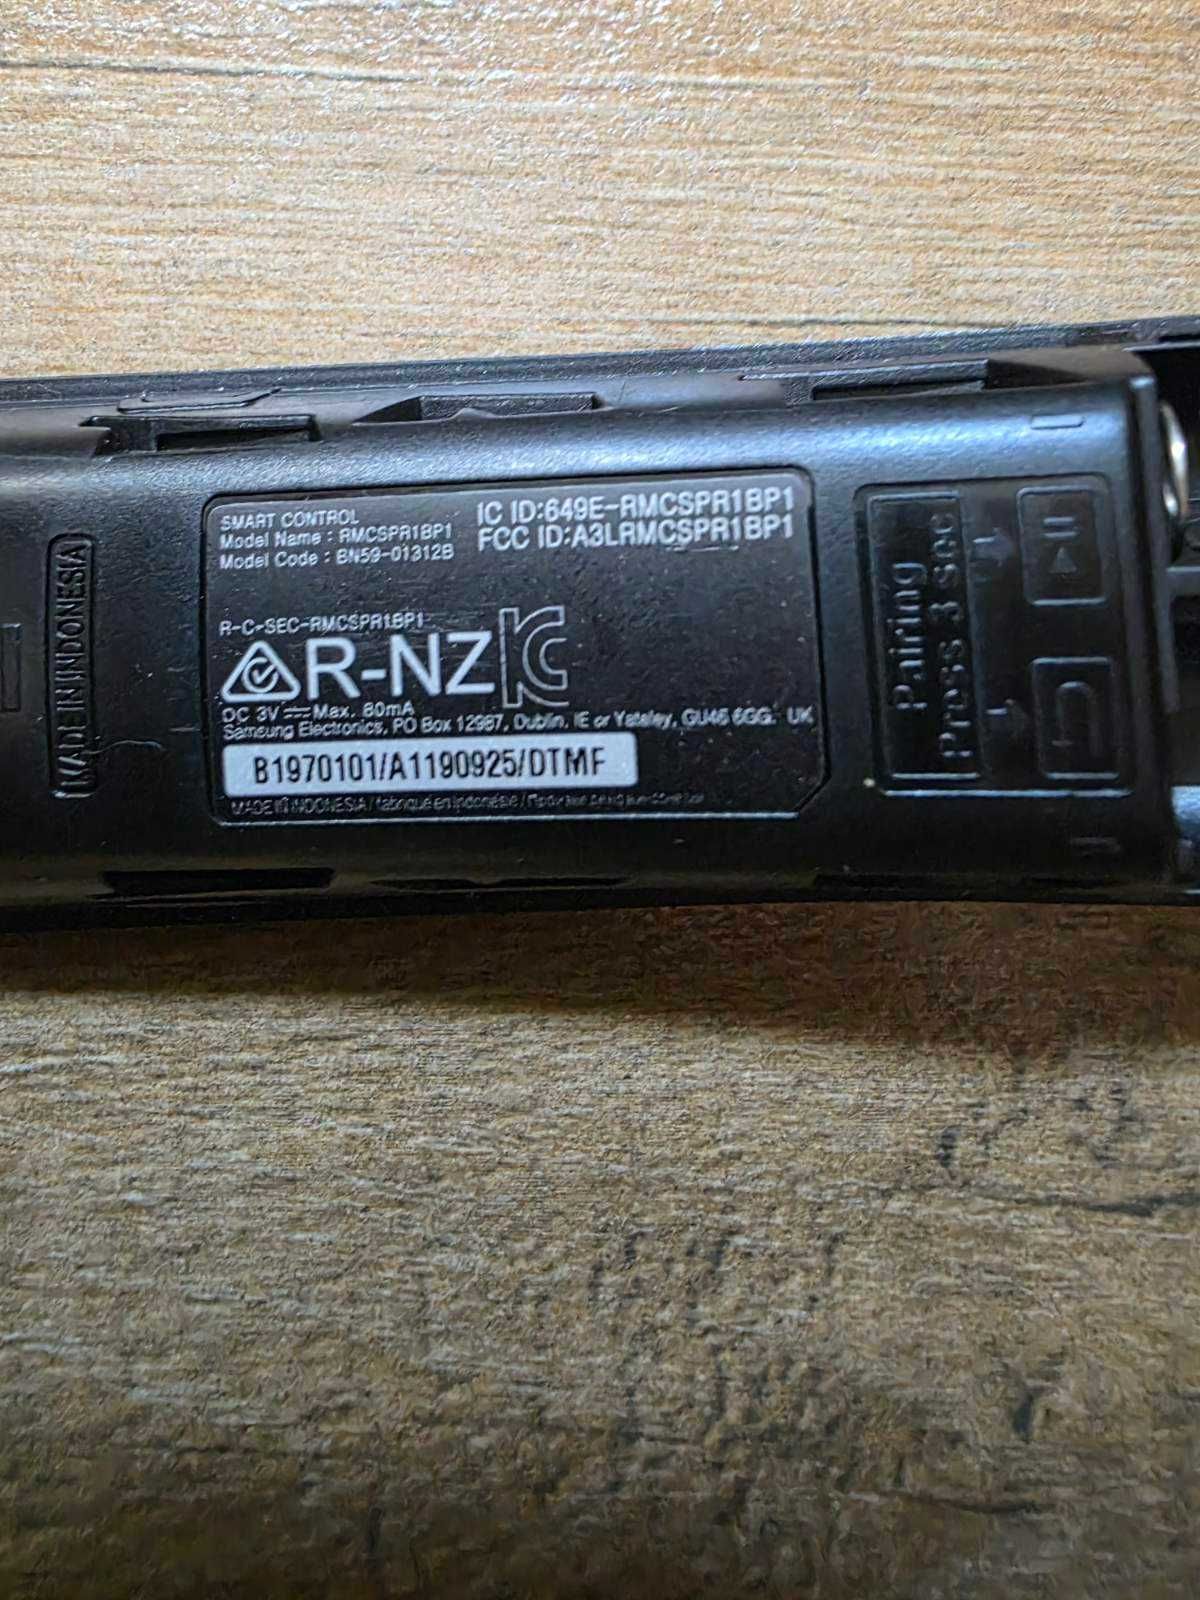 SMART CONTROL
Model Name : RMCSPR1BP1
Model Code : BN59-01312B
IC ID:649E-RMCSPR1BP1
FCC ID:A3LRMCSPR1BP1
R-C-SEC-RMCSPR1BP1
R-NZ
DC 3V Max. 80mA
Samsung Electronics, PO Box 12987, Dublin. IE or Yateley, GU46 6GG. UK
B1970101/A1190925/DTMF
MADE IN INDONESIA / fabriqué en Indonésie /
MADE IN INDONESIA
Pairing
Press 3 sec